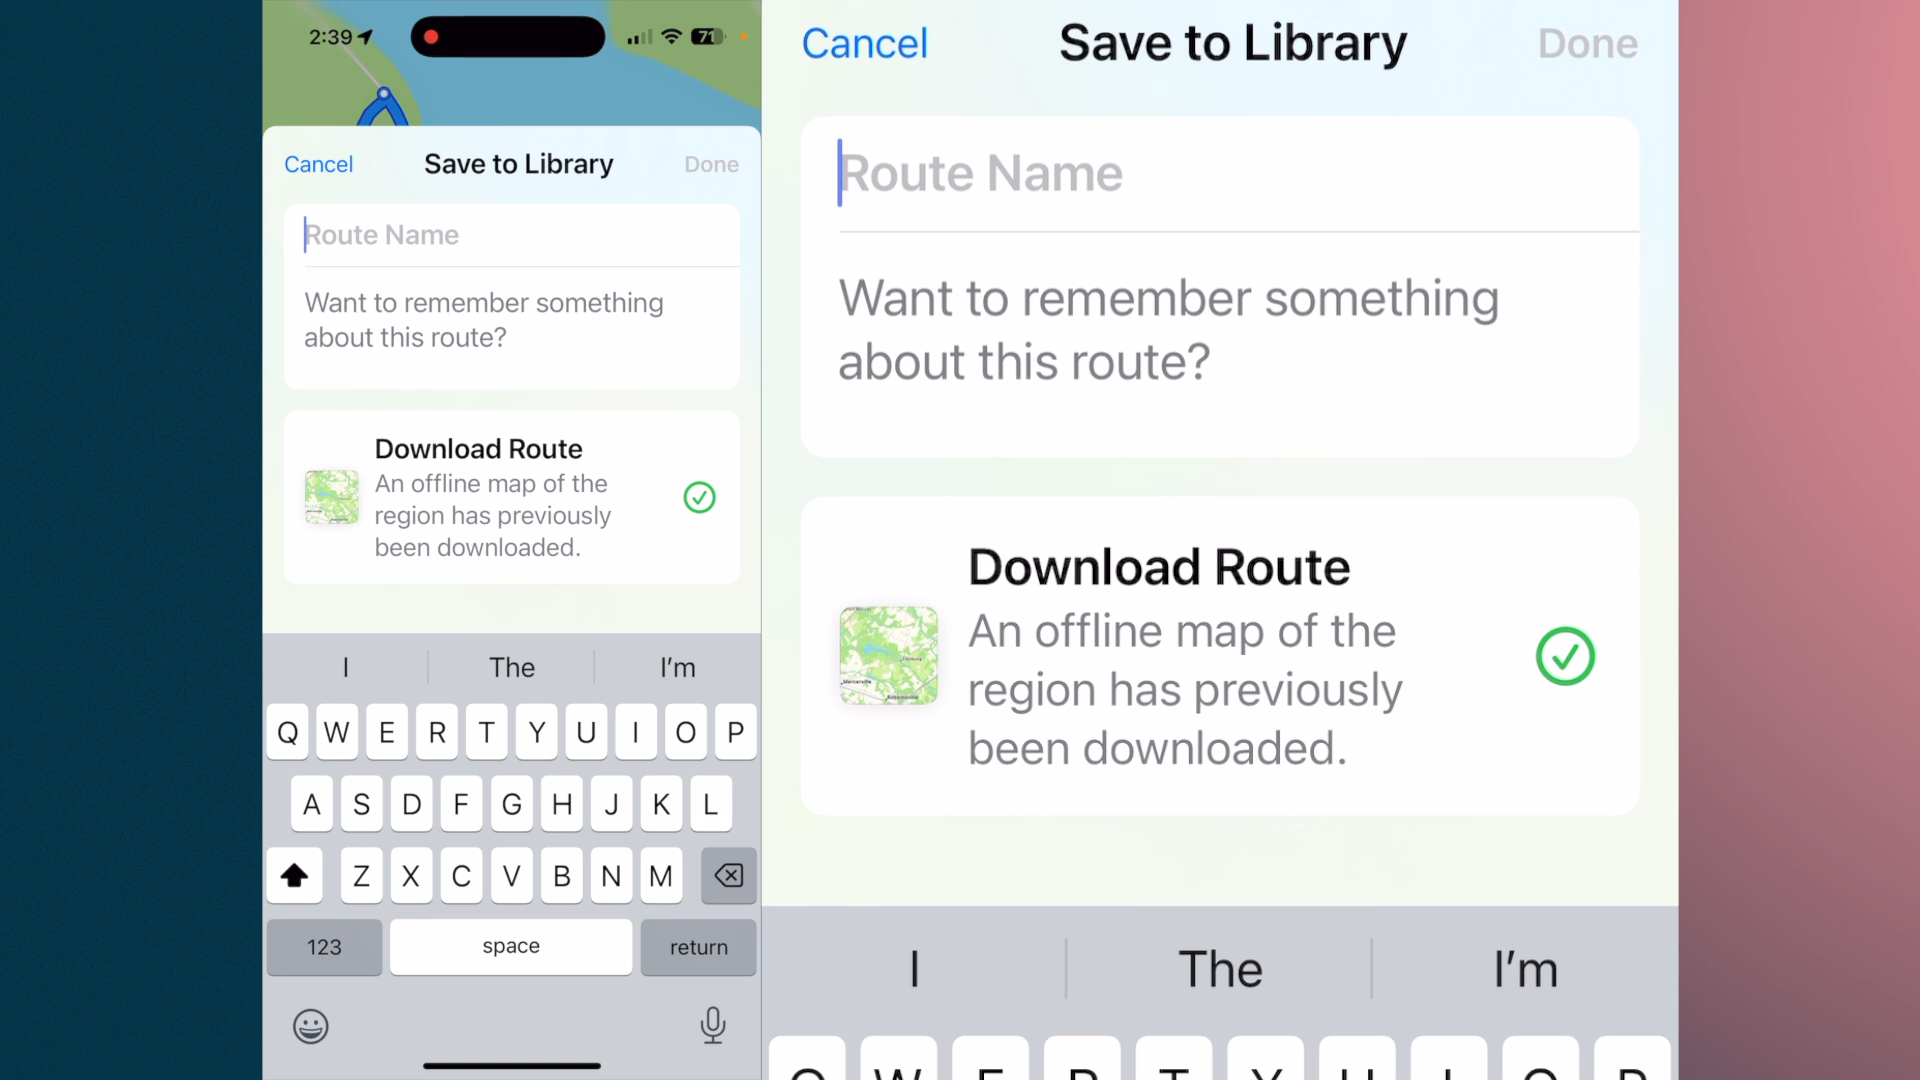 2:39
71
Cancel
Save to Library
Done
Route Name
Want to remember something
about this route?
Download Route
An offline map of the
region has previously
been downloaded.
I
The
I’m
Q W E R T Y U I O P
A S D F G H J K L
Z X C V B N M
123
space
return
Cancel
Save to Library
Done
Route Name
Want to remember something
about this route?
Download Route
Mercerville
Robbinsville
An offline map of the
region has previously
been downloaded.
I
The
I’m
Q W E R T Y U I O P